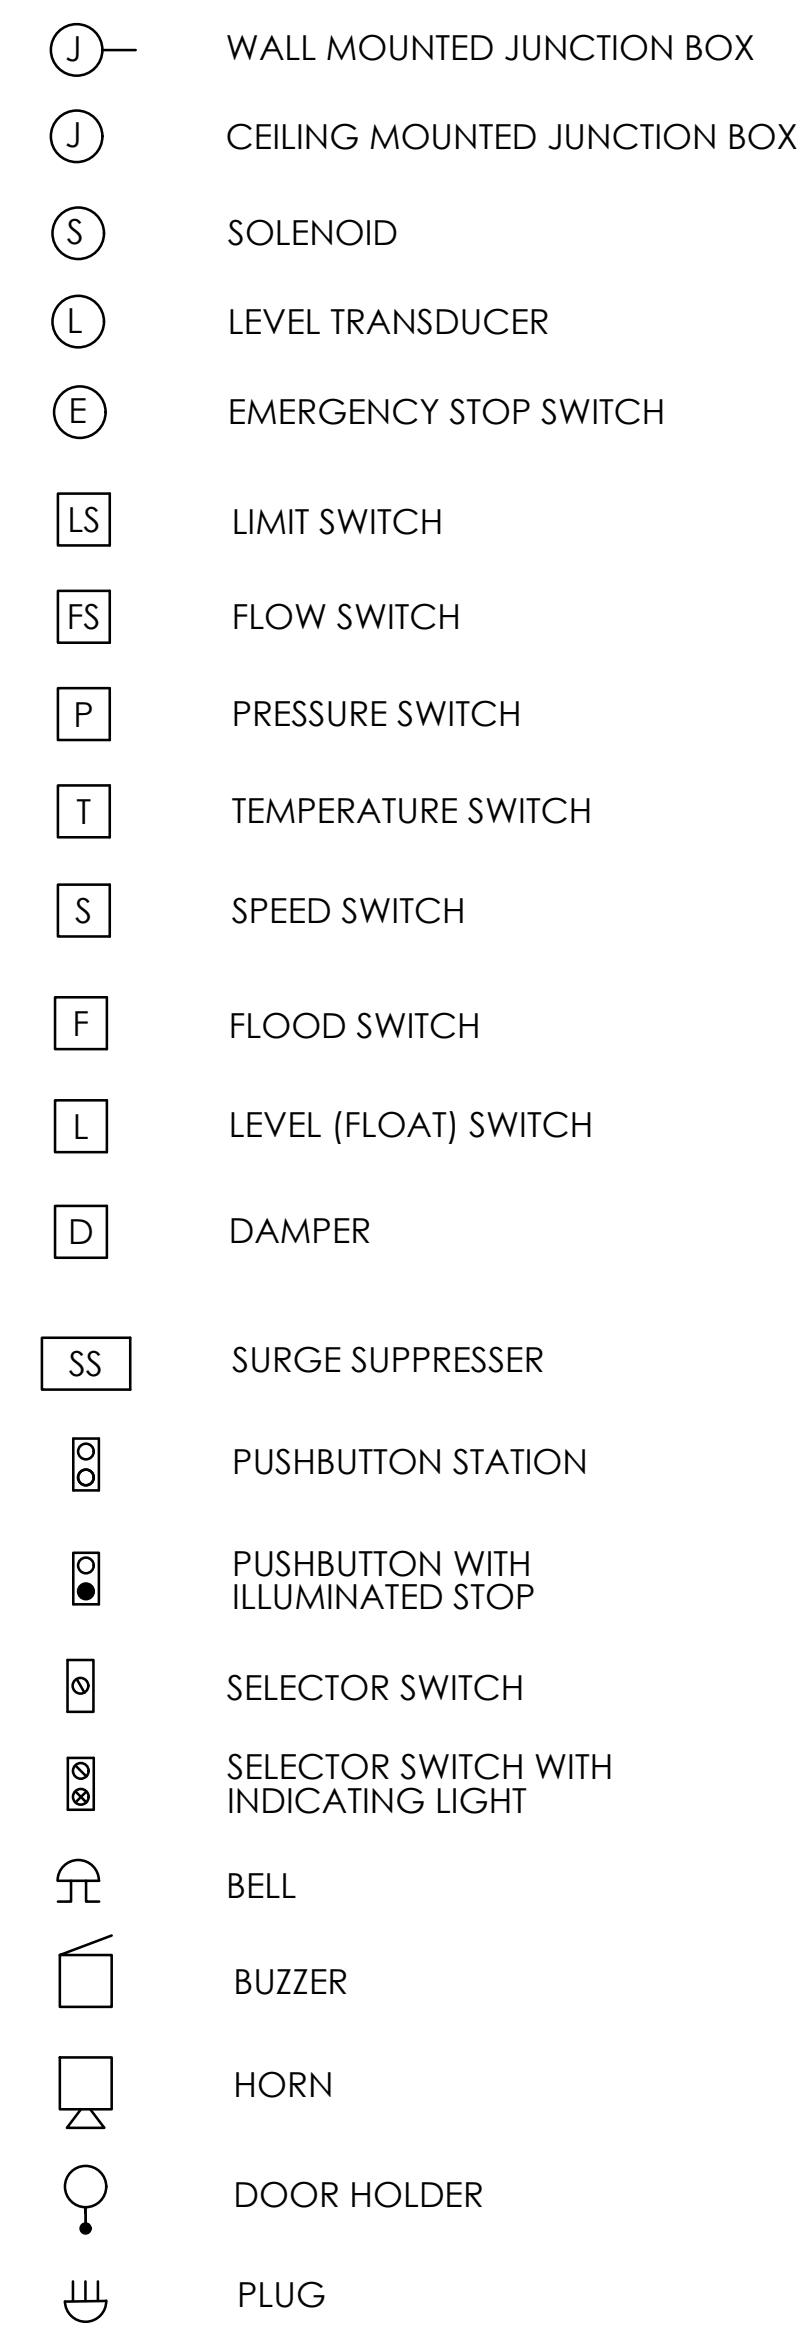 J WALL MOUNTED JUNCTION BOX
J CEILING MOUNTED JUNCTION BOX
S SOLENOID
L LEVEL TRANSDUCER
E EMERGENCY STOP SWITCH
LS LIMIT SWITCH
FS FLOW SWITCH
P PRESSURE SWITCH
T TEMPERATURE SWITCH
S SPEED SWITCH
F FLOOD SWITCH
L LEVEL (FLOAT) SWITCH
D DAMPER
SS SURGE SUPPRESSER
PUSHBUTTON STATION
PUSHBUTTON WITH
ILLUMINATED STOP
SELECTOR SWITCH
SELECTOR SWITCH WITH
INDICATING LIGHT
BELL
BUZZER
HORN
DOOR HOLDER
PLUG